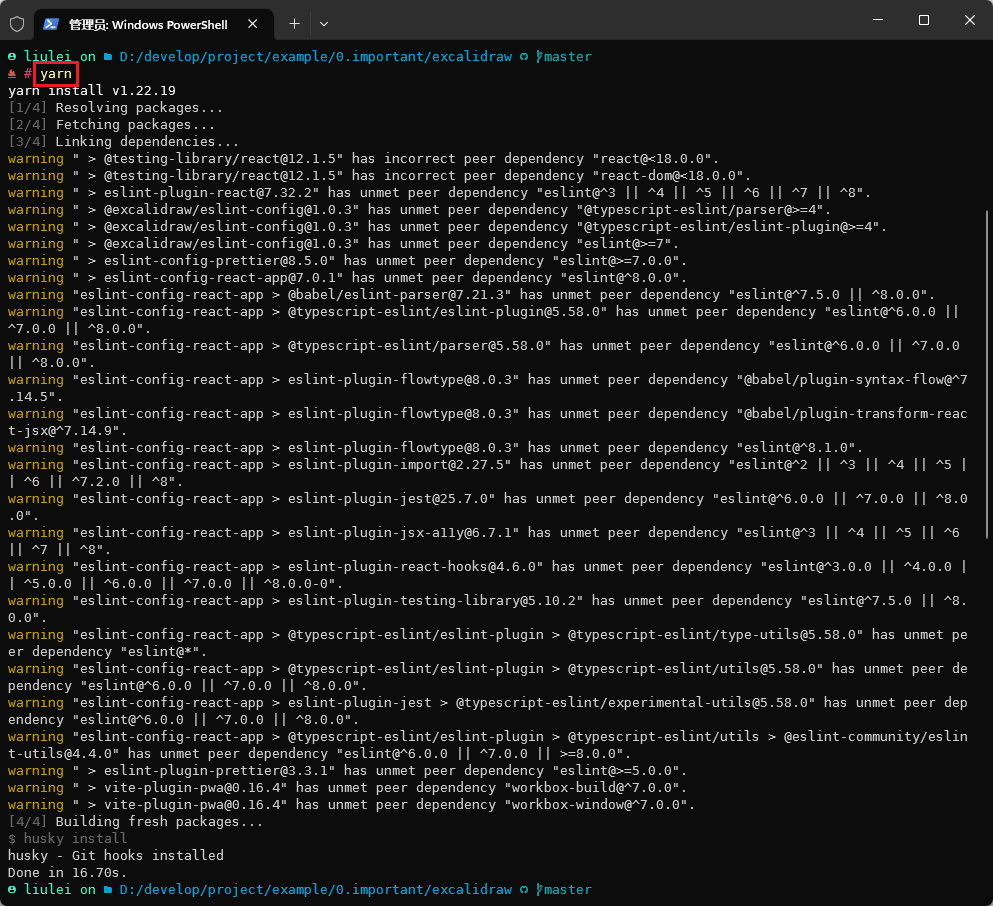 管理员: Windows PowerShell
liulei on D:/develop/project/example/0.important/excalidraw master
# yarn
yarn install v1.22.19
[1/4] Resolving packages...
[2/4] Fetching packages...
[3/4] Linking dependencies...
warning " > @testing-library/react@12.1.5" has incorrect peer dependency "react@<18.0.0".
warning " > @testing-library/react@12.1.5" has incorrect peer dependency "react-dom@<18.0.0".
warning " > eslint-plugin-react@7.32.2" has unmet peer dependency "eslint@^3 || ^4 || ^5 || ^6 || ^7 || ^8".
warning " > @excalidraw/eslint-config@1.0.3" has unmet peer dependency "@typescript-eslint/parser@>=4".
warning " > @excalidraw/eslint-config@1.0.3" has unmet peer dependency "@typescript-eslint/eslint-plugin@>=4".
warning " > @excalidraw/eslint-config@1.0.3" has unmet peer dependency "eslint@>=7".
warning " > eslint-config-prettier@8.5.0" has unmet peer dependency "eslint@>=7.0.0".
warning " > eslint-config-react-app@7.0.1" has unmet peer dependency "eslint@^8.0.0".
warning "eslint-config-react-app > @babel/eslint-parser@7.21.3" has unmet peer dependency "eslint@^7.5.0 || ^8.0.0".
warning "eslint-config-react-app > @typescript-eslint/eslint-plugin@5.58.0" has unmet peer dependency "eslint@^6.0.0 ||
^7.0.0 || ^8.0.0".
warning "eslint-config-react-app > @typescript-eslint/parser@5.58.0" has unmet peer dependency "eslint@^6.0.0 || ^7.0.0
|| ^8.0.0".
warning "eslint-config-react-app > eslint-plugin-flowtype@8.0.3" has unmet peer dependency "@babel/plugin-syntax-flow@^7
.14.5".
warning "eslint-config-react-app > eslint-plugin-flowtype@8.0.3" has unmet peer dependency "@babel/plugin-transform-reac
t-jsx@^7.14.9".
warning "eslint-config-react-app > eslint-plugin-flowtype@8.0.3" has unmet peer dependency "eslint@^8.1.0".
warning "eslint-config-react-app > eslint-plugin-import@2.27.5" has unmet peer dependency "eslint@^2 || ^3 || ^4 || ^5 |
| ^6 || ^7.2.0 || ^8".
warning "eslint-config-react-app > eslint-plugin-jest@25.7.0" has unmet peer dependency "eslint@^6.0.0 || ^7.0.0 || ^8.0
.0".
warning "eslint-config-react-app > eslint-plugin-jsx-a11y@6.7.1" has unmet peer dependency "eslint@^3 || ^4 || ^5 || ^6
|| ^7 || ^8".
warning "eslint-config-react-app > eslint-plugin-react-hooks@4.6.0" has unmet peer dependency "eslint@^3.0.0 || ^4.0.0 |
| ^5.0.0 || ^6.0.0 || ^7.0.0 || ^8.0.0-0".
warning "eslint-config-react-app > eslint-plugin-testing-library@5.10.2" has unmet peer dependency "eslint@^7.5.0 || ^8.
0.0".
warning "eslint-config-react-app > @typescript-eslint/eslint-plugin > @typescript-eslint/type-utils@5.58.0" has unmet pe
er dependency "eslint@*".
warning "eslint-config-react-app > @typescript-eslint/eslint-plugin > @typescript-eslint/utils@5.58.0" has unmet peer de
pendency "eslint@^6.0.0 || ^7.0.0 || ^8.0.0".
warning "eslint-config-react-app > eslint-plugin-jest > @typescript-eslint/experimental-utils@5.58.0" has unmet peer dep
endency "eslint@^6.0.0 || ^7.0.0 || ^8.0.0".
warning "eslint-config-react-app > @typescript-eslint/eslint-plugin > @typescript-eslint/utils > @eslint-community/eslin
t-utils@4.4.0" has unmet peer dependency "eslint@^6.0.0 || ^7.0.0 || >=8.0.0".
warning " > eslint-plugin-prettier@3.3.1" has unmet peer dependency "eslint@>=5.0.0".
warning " > vite-plugin-pwa@0.16.4" has unmet peer dependency "workbox-build@^7.0.0".
warning " > vite-plugin-pwa@0.16.4" has unmet peer dependency "workbox-window@^7.0.0".
[4/4] Building fresh packages...
$ husky install
husky - Git hooks installed
Done in 16.70s.
liulei on D:/develop/project/example/0.important/excalidraw master